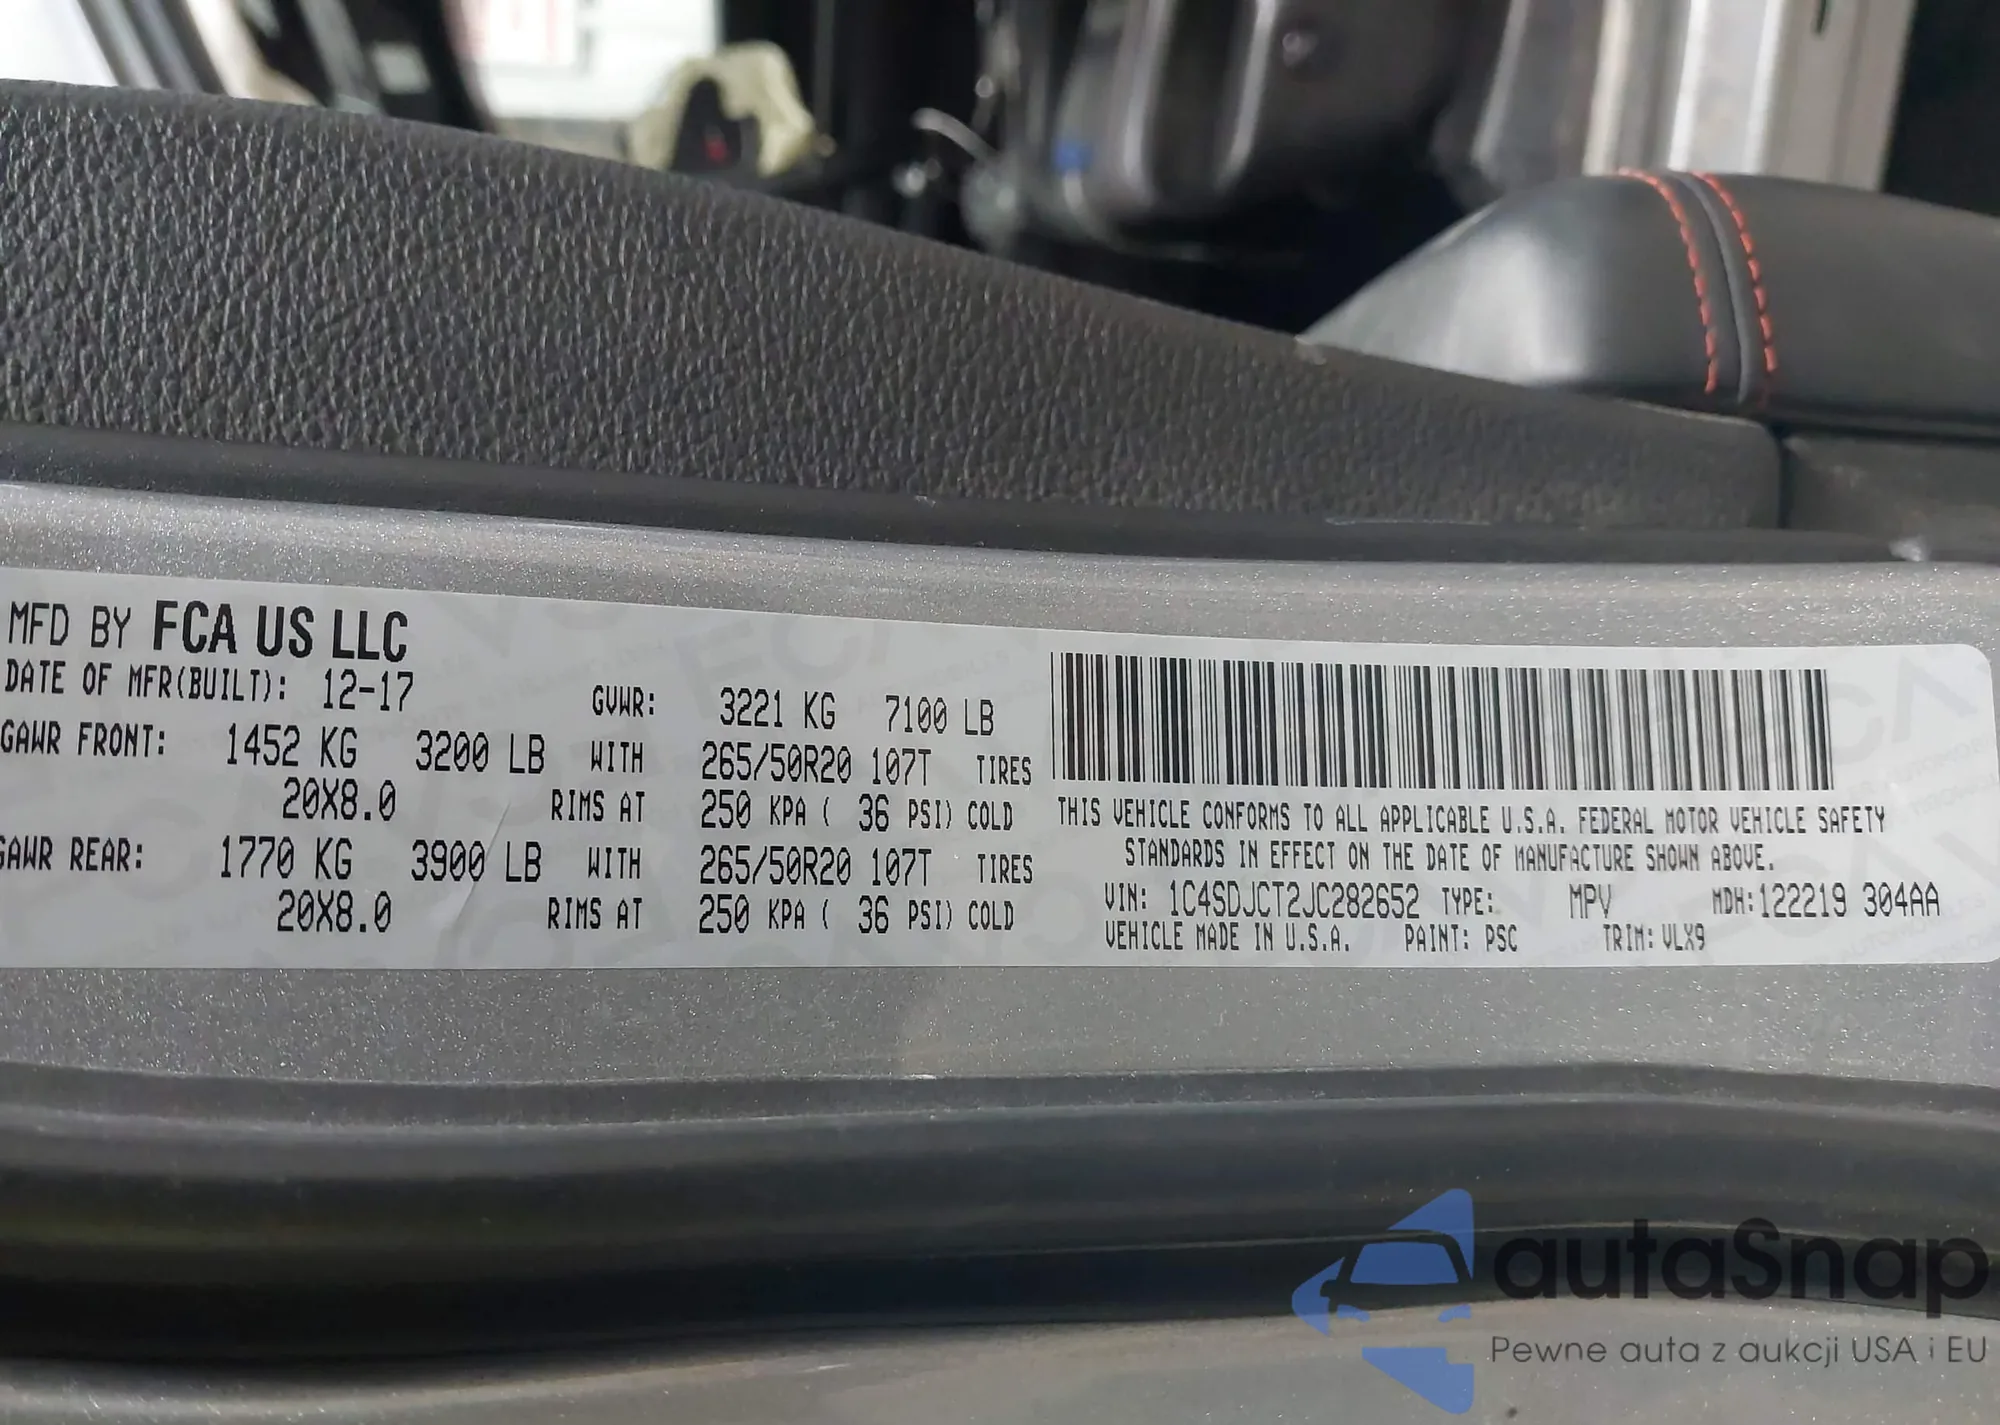 MFD BY FCA US LLC
DATE OF MFR(BUILT): 12-17 GVWR: 3221 KG 7100 LB
GAWR FRONT: 1452 KG 3200 LB WITH 265/50R20 107T TIRES
20X8.0 RIMS AT 250 KPA ( 36 PSI) COLD
GAWR REAR: 1770 KG 3900 LB WITH 265/50R20 107T TIRES
20X8.0 RIMS AT 250 KPA ( 36 PSI) COLD
THIS VEHICLE CONFORMS TO ALL APPLICABLE U.S.A. FEDERAL MOTOR VEHICLE SAFETY
STANDARDS IN EFFECT ON THE DATE OF MANUFACTURE SHOWN ABOVE.
VIN: 1C4SDJCT2JC282652 TYPE: MPV MDH:122219 304AA
VEHICLE MADE IN U.S.A. PAINT: PSC TRIM: VLX9
autaSnap
Pewne auta z aukcji USA i EU